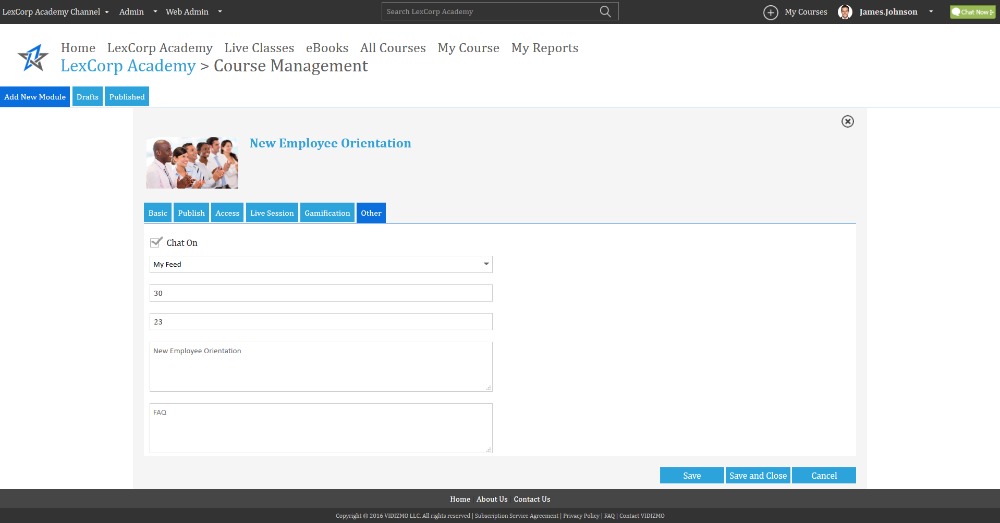 LexCorp Academy Channel Admin Web Admin Search LexCorp Academy My Courses James.Johnson Chat Now
Home LexCorp Academy Live Classes eBooks All Courses My Course My Reports
LexCorp Academy > Course Management
Add New Module Drafts Published
New Employee Orientation
Basic Publish Access Live Session Gamification Other
Chat On
My Feed
30
23
New Employee Orientation
FAQ
Save Save and Close Cancel
Home About Us Contact Us
Copyright © 2016 VIDIZMO LLC. All rights reserved | Subscription Service Agreement | Privacy Policy | FAQ | Contact VIDIZMO